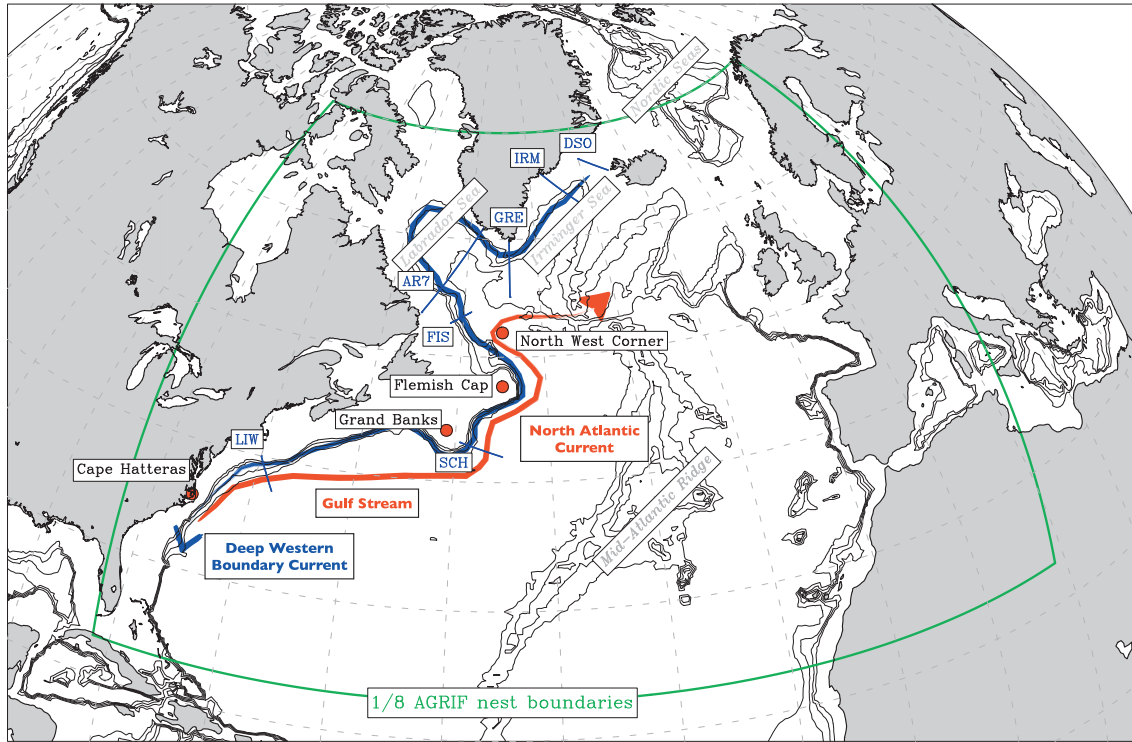 Nordic Seas
DSO
IRM
Labrador Sea
GRE
Irminger Sea
AR7
FIS
North West Corner
Flemish Cap
Grand Banks
North Atlantic
Current
LIW
SCH
Cape Hatteras
Gulf Stream
Mid-Atlantic Ridge
Deep Western
Boundary Current
1/8 AGRIF nest boundaries